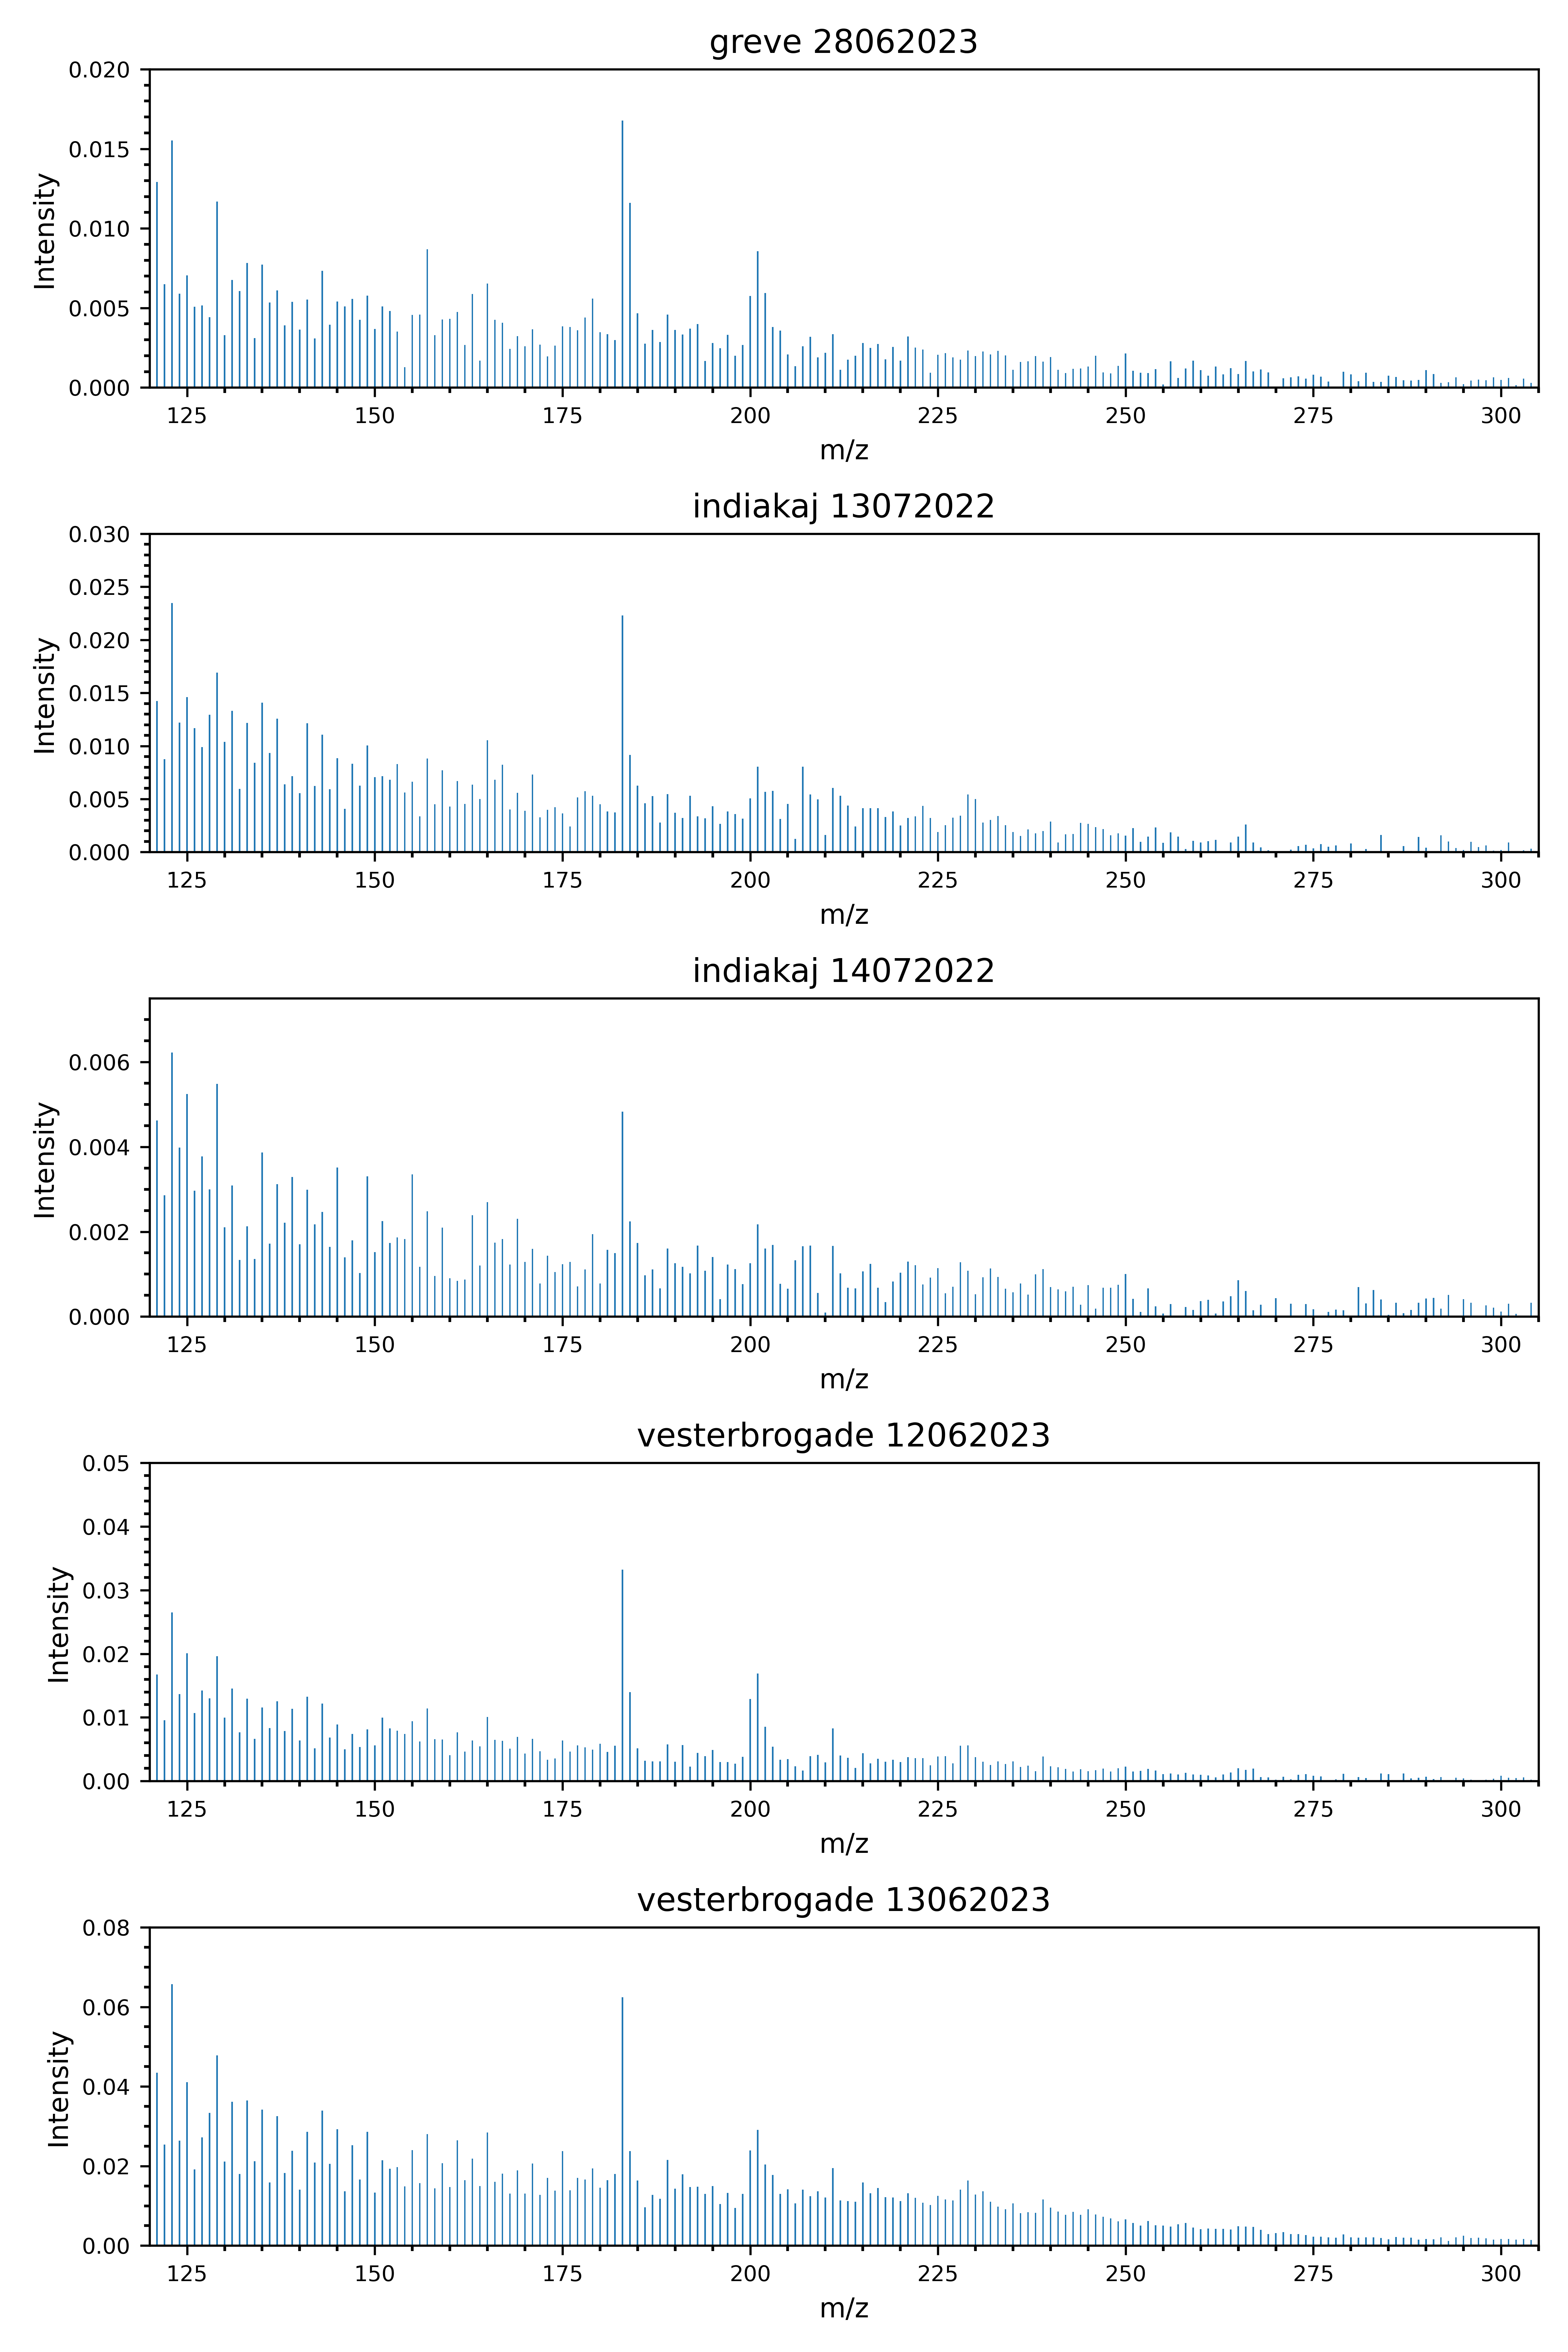 greve 28062023
0.020
0.015
0.010
0.005
0.000
Intensity
125 150 175 200 225 250 275 300
m/z
indiakaj 13072022
0.030
0.025
0.020
0.015
0.010
0.005
0.000
Intensity
125 150 175 200 225 250 275 300
m/z
indiakaj 14072022
0.006
0.004
0.002
0.000
Intensity
125 150 175 200 225 250 275 300
m/z
vesterbrogade 12062023
0.05
0.04
0.03
0.02
0.01
0.00
Intensity
125 150 175 200 225 250 275 300
m/z
vesterbrogade 13062023
0.08
0.06
0.04
0.02
0.00
Intensity
125 150 175 200 225 250 275 300
m/z